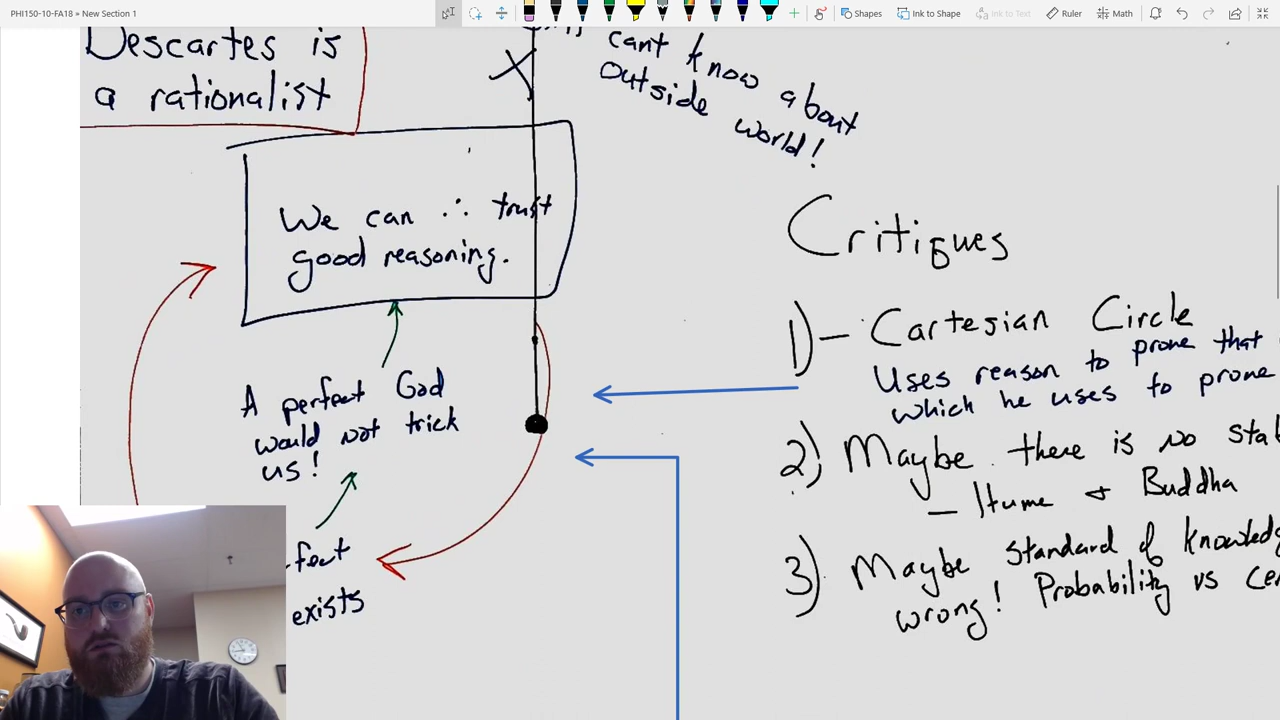 PHI150-10-FA18 » New Section 1
Shapes
Ink to Shape
Ink to Text
Ruler
Math
Descartes is
a rationalist
cant know about
outside world!
We can ∴ trust
good reasoning.
A perfect God
would not trick
us!
exists
Critiques
1) - Cartesian Circle
Uses reason to prove that
which he uses to prove
2) Maybe there is no
- Hume + Buddha
3) Maybe standard of
wrong! Probability vs